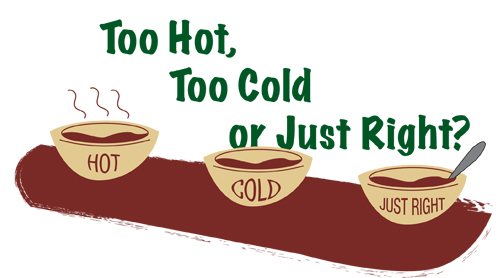 Too Hot,
Too Cold
or Just Right?
HOT
COLD
JUST RIGHT